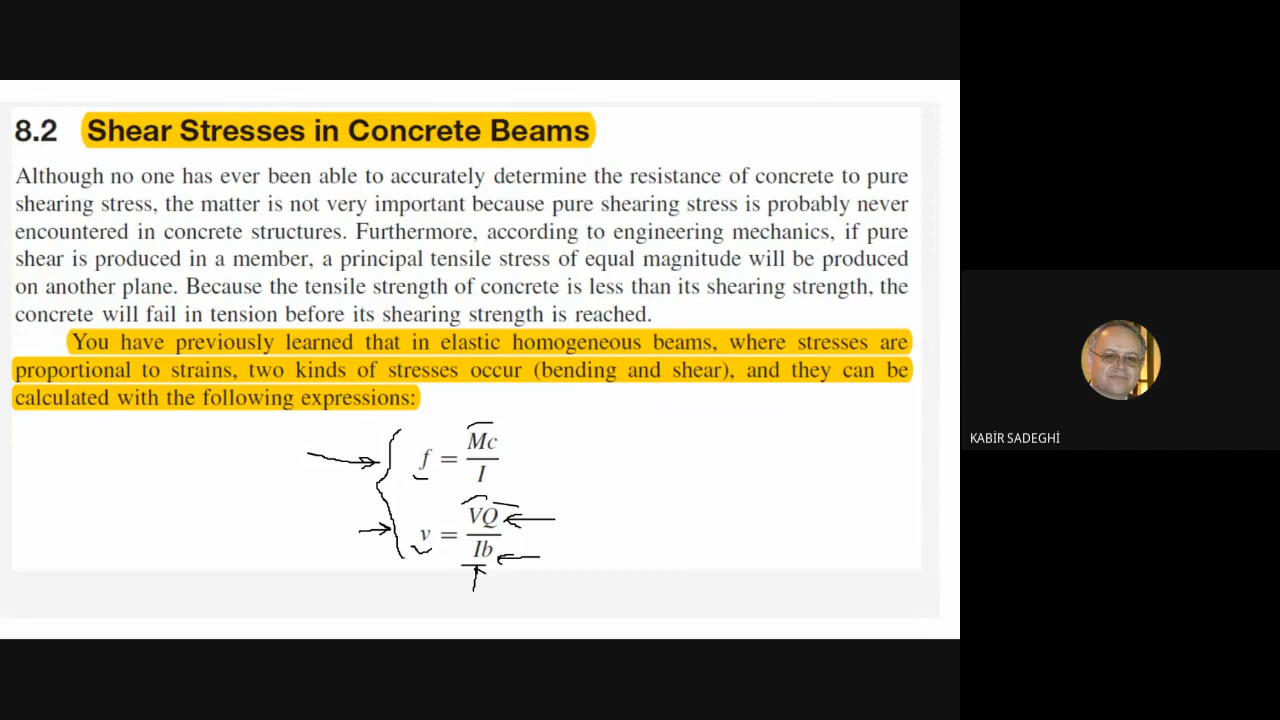 8.2 Shear Stresses in Concrete Beams
Although no one has ever been able to accurately determine the resistance of concrete to pure
shearing stress, the matter is not very important because pure shearing stress is probably never
encountered in concrete structures. Furthermore, according to engineering mechanics, if pure
shear is produced in a member, a principal tensile stress of equal magnitude will be produced
on another plane. Because the tensile strength of concrete is less than its shearing strength, the
concrete will fail in tension before its shearing strength is reached.
You have previously learned that in elastic homogeneous beams, where stresses are
proportional to strains, two kinds of stresses occur (bending and shear), and they can be
calculated with the following expressions:
f = Mc / I
v = VQ / Ib
KABİR SADEGHİ